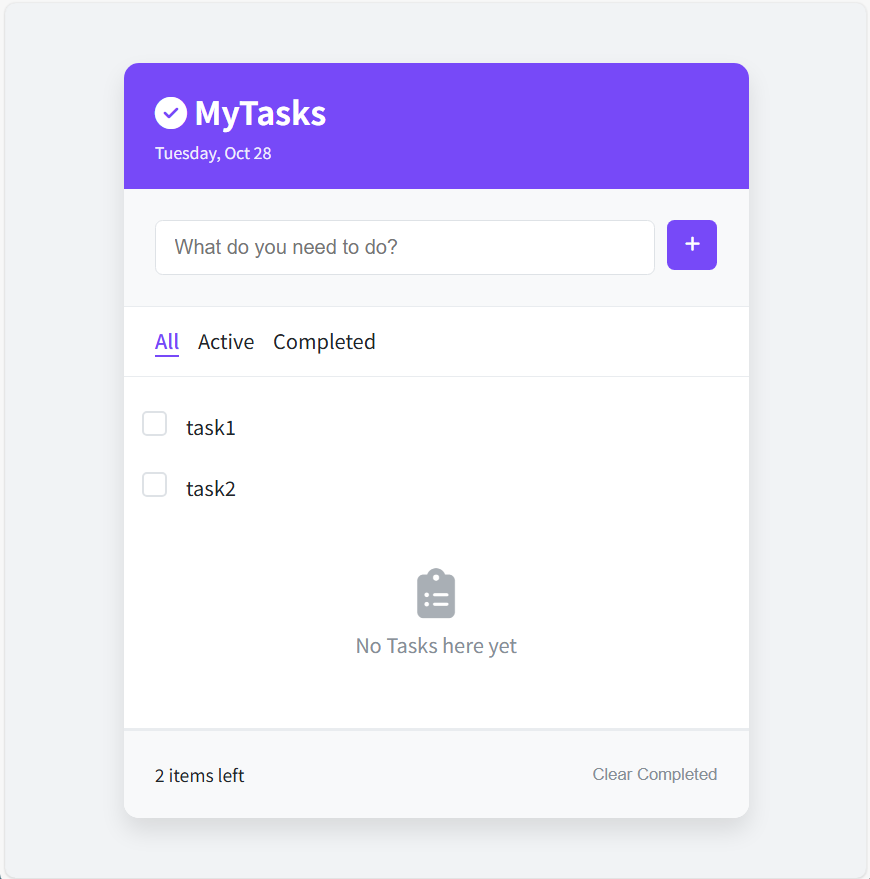 MyTasks
Tuesday, Oct 28
What do you need to do?
+
All Active Completed
task1
task2
No Tasks here yet
2 items left Clear Completed